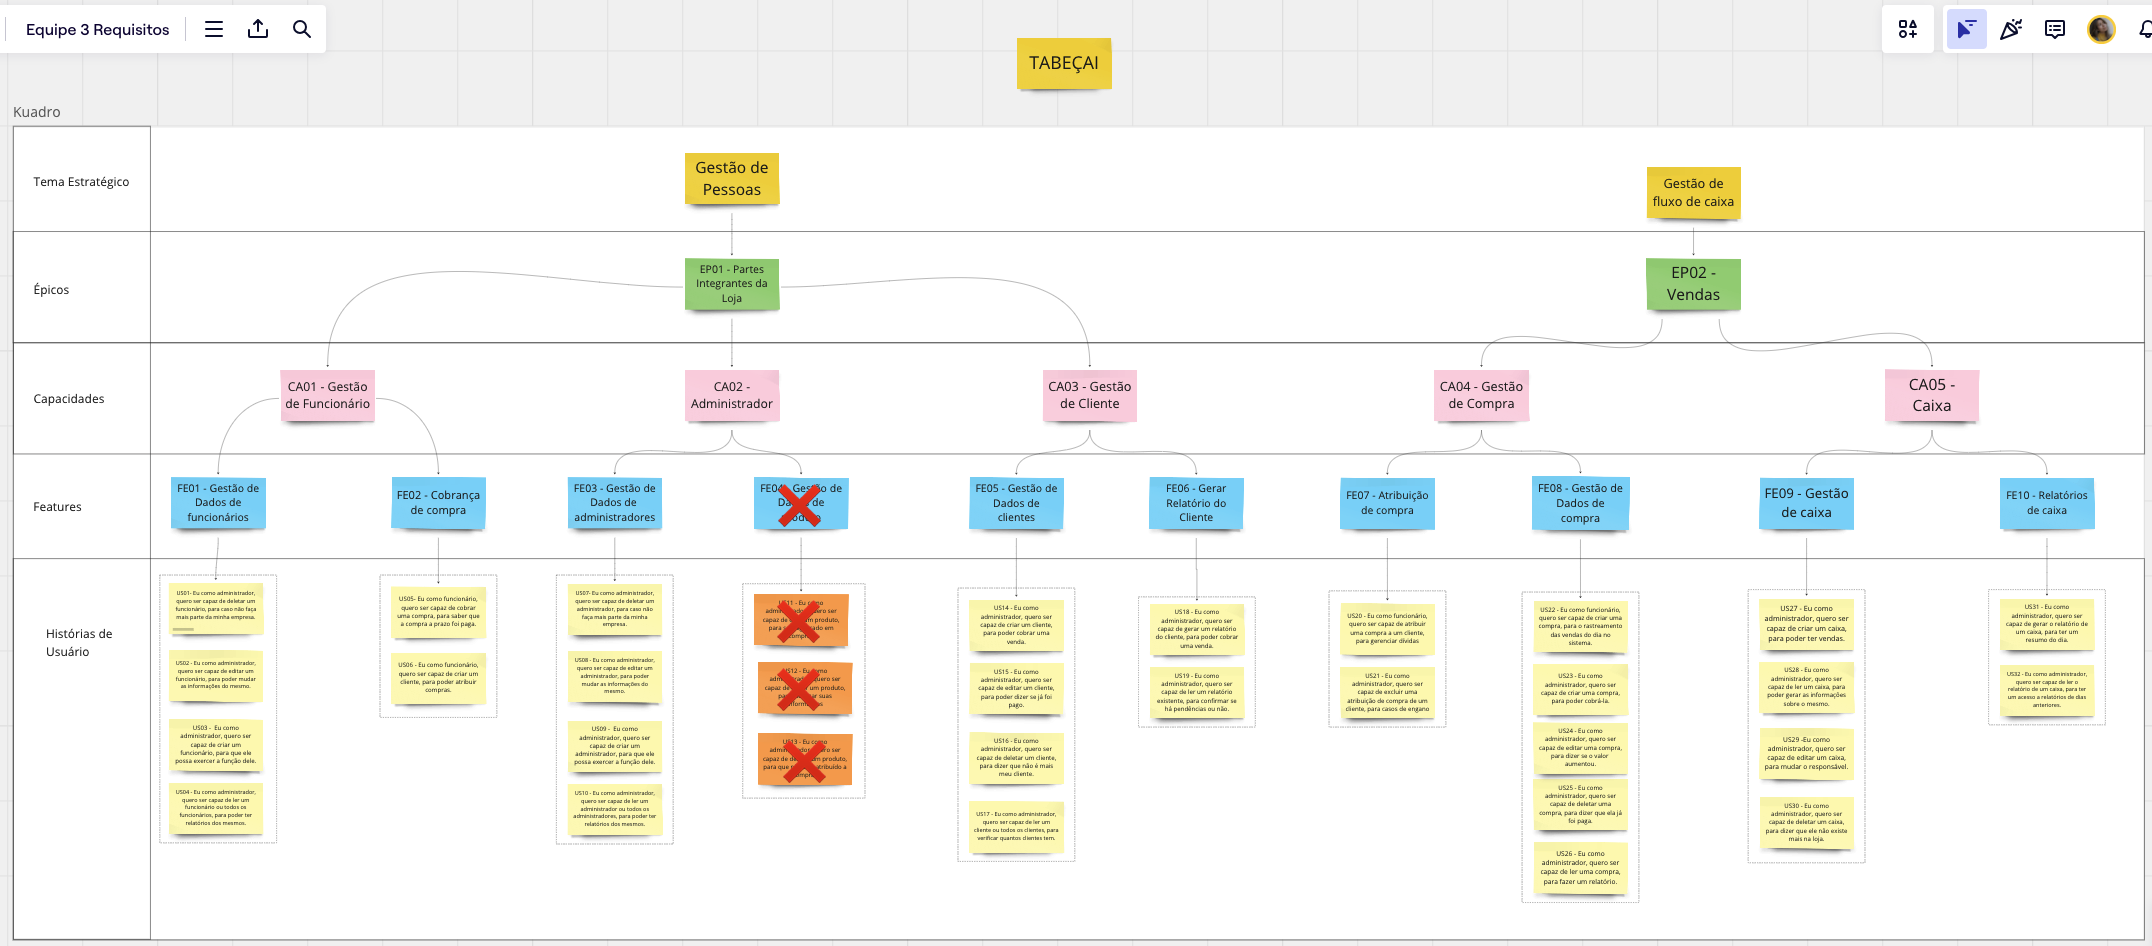 Equipe 3 Requisitos
TABEÇAI
Kuadro
Tema Estratégico
Gestão de
Pessoas
Gestão de
fluxo de caixa
Épicos
EP01 - Partes
Integrantes da
Loja
EP02 -
Vendas
Capacidades
CA01 - Gestão
de Funcionário
CA02 -
Administrador
CA03 - Gestão
de Cliente
CA04 - Gestão
de Compra
CA05 -
Caixa
Features
FE01 - Gestão de
Dados de
funcionários
FE02 - Cobrança
de compra
FE03 - Gestão de
Dados de
administradores
FE04 - Gestão de
Dados de
FE05 - Gestão de
Dados de
clientes
FE06 - Gerar
Relatório do
Cliente
FE07 - Atribuição
de compra
FE08 - Gestão de
Dados de
compra
FE09 - Gestão
de caixa
FE10 - Relatórios
de caixa
Histórias de
Usuário
US01- Eu como administrador,
quero ser capaz de deletar um
funcionário, para caso não faça
mais parte da minha empresa.
US02 - Eu como administrador,
quero ser capaz de editar um
funcionário, para poder mudar
as informações do mesmo.
US03 - Eu como
administrador, quero ser
capaz de criar um
funcionário, para que ele
possa exercer a função dele.
US04 - Eu como administrador,
quero ser capaz de ler um
funcionário ou todos os
funcionários, para poder ter
relatórios dos mesmos.
US05- Eu como funcionário,
quero ser capaz de cobrar
uma compra, para saber que
a compra a prazo foi paga.
US06 - Eu como funcionário,
quero ser capaz de criar um
cliente, para poder atribuir
compras.
US07- Eu como administrador,
quero ser capaz de deletar um
administrador, para caso não
faça mais parte da minha
empresa.
US08 - Eu como administrador,
quero ser capaz de editar um
administrador, para poder
mudar as informações do
mesmo.
US09 - Eu como
administrador, quero ser
capaz de criar um
administrador, para que ele
possa exercer a função dele.
US10 - Eu como administrador,
quero ser capaz de ler um
administrador ou todos os
administradores, para poder ter
relatórios dos mesmos.
US11 - Eu como
quero ser
capaz de um produto,
US12 - Eu como
quero ser
capaz de um produto,
US13 - Eu como
quero ser
capaz de um produto,
para que atribuído a
US14 - Eu como
administrador, quero ser
capaz de criar um cliente,
para poder cobrar uma
venda.
US15 - Eu como
administrador, quero ser
capaz de editar um cliente,
para poder dizer se já foi
pago.
US16 - Eu como
administrador, quero ser
capaz de deletar um cliente,
para dizer que não é mais
meu cliente.
US17 - Eu como administrador,
quero ser capaz de ler um
cliente ou todos os clientes, para
verificar quantos clientes tem.
US18 - Eu como
administrador, quero ser
capaz de gerar um relatório
do cliente, para poder cobrar
uma venda.
US19 - Eu como
administrador, quero ser
capaz de ler um relatório
existente, para confirmar se
há pendências ou não.
US20 - Eu como funcionário,
quero ser capaz de atribuir
uma compra a um cliente,
para gerenciar dívidas
US21 - Eu como
administrador, quero ser
capaz de excluir uma
atribuição de compra de um
cliente, para casos de engano
US22 - Eu como funcionário,
quero ser capaz de criar uma
compra, para o rastreamento
das vendas do dia no
sistema.
US23 - Eu como
administrador, quero ser
capaz de criar uma compra,
para poder cobrá-la.
US24 - Eu como
administrador, quero ser
capaz de editar uma compra,
para dizer se o valor
aumentou.
US25 - Eu como
administrador, quero ser
capaz de deletar uma
compra, para dizer que ela já
foi paga.
US26 - Eu como
administrador, quero ser
capaz de ler uma compra,
para fazer um relatório.
US27 - Eu como
administrador, quero ser
capaz de criar um caixa,
para poder ter vendas.
US28 - Eu como
administrador, quero ser
capaz de ler um caixa, para
poder gerar as informações
sobre o mesmo.
US29 -Eu como
administrador, quero ser
capaz de editar um caixa,
para mudar o responsável.
US30 - Eu como
administrador, quero ser
capaz de deletar um caixa,
para dizer que ele não existe
mais na loja.
US31 - Eu como
administrador, quero ser
capaz de gerar o relatório de
um caixa, para ter um
resumo do dia.
US32 - Eu como administrador,
quero ser capaz de ler o
relatório de um caixa, para ter
um acesso a relatórios de dias
anteriores.